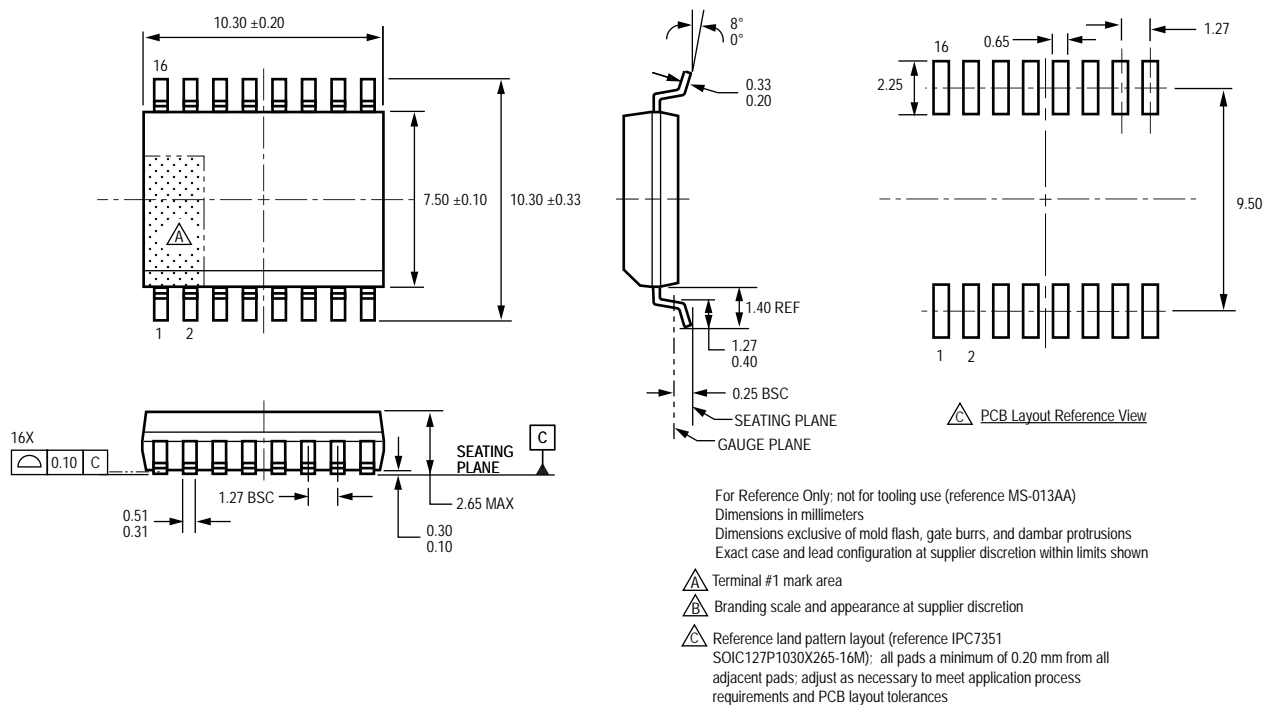 10.30 ±0.20
16
7.50 ±0.10
10.30 ±0.33
A
1 2
8°
0°
0.33
0.20
1.40 REF
1.27
0.40
0.25 BSC
SEATING PLANE
GAUGE PLANE
16
0.65
1.27
2.25
9.50
1 2
C PCB Layout Reference View
16X
0.10 C
SEATING
PLANE
C
1.27 BSC
2.65 MAX
0.51
0.31
0.30
0.10
For Reference Only; not for tooling use (reference MS-013AA)
Dimensions in millimeters
Dimensions exclusive of mold flash, gate burrs, and dambar protrusions
Exact case and lead configuration at supplier discretion within limits shown
A Terminal #1 mark area
B Branding scale and appearance at supplier discretion
C Reference land pattern layout (reference IPC7351
SOIC127P1030X265-16M); all pads a minimum of 0.20 mm from all
adjacent pads; adjust as necessary to meet application process
requirements and PCB layout tolerances